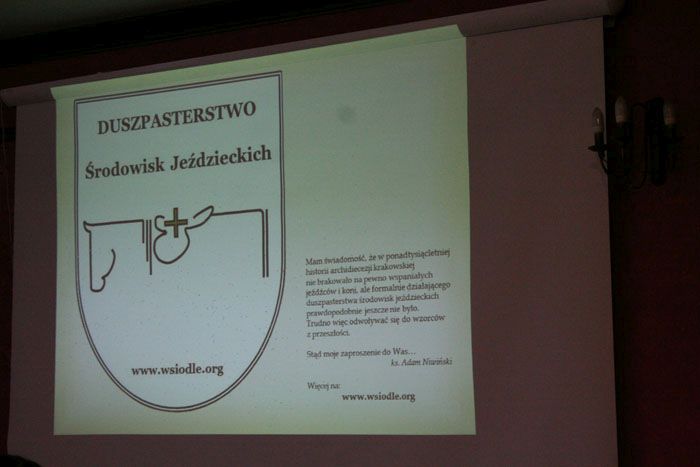 DUSZPASTERSTWO
Środowisk Jeździeckich
www.wsiodle.org
Mam świadomość, że w ponadtysiącletniej
historii archidiecezji krakowskiej
nie brakowało na pewno wspaniałych
jeźdźców i koni, ale formalnie działającego
duszpasterstwa środowisk jeździeckich
prawdopodobnie jeszcze nie było.
Trudno więc odwoływać się do wzorców
z przeszłości.
Stąd moje zaproszenie do Was...
ks. Adam Niwiński
Więcej na:
www.wsiodle.org